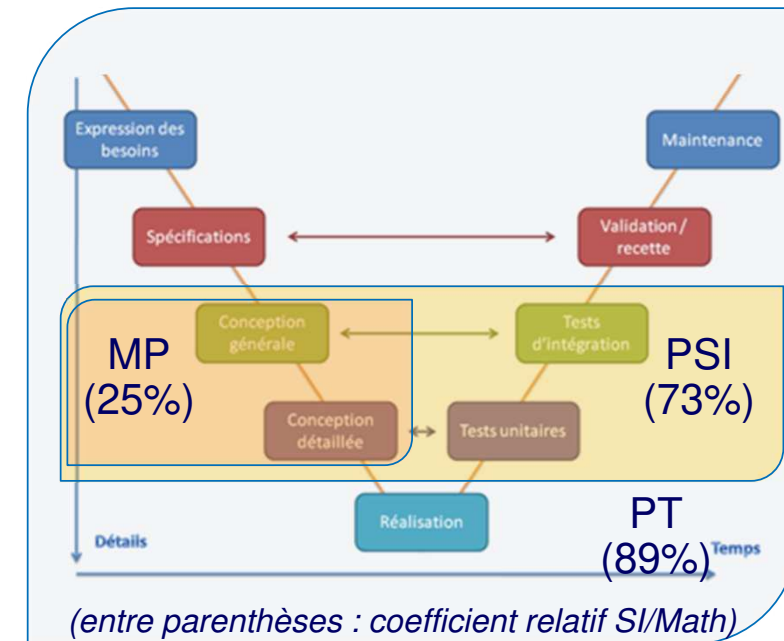 Expression des
besoins
Maintenance
Spécifications
Validation /
recette
MP
(25%)
Conception
générale
Tests
d'intégration
PSI
(73%)
Conception
détaillée
Tests unitaires
Réalisation
PT
(89%)
Détails
Temps
(entre parenthèses : coefficient relatif SI/Math)